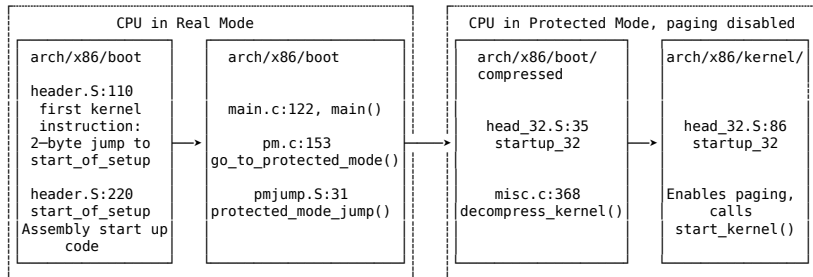 CPU in Real Mode
arch/x86/boot
header.S:110
first kernel
instruction:
2-byte jump to
start_of_setup
header.S:220
start_of_setup
Assembly start up
code
arch/x86/boot
main.c:122, main()
pm.c:153
go_to_protected_mode()
pmjump.S:31
protected_mode_jump()
CPU in Protected Mode, paging disabled
arch/x86/boot/
compressed
head_32.S:35
startup_32
misc.c:368
decompress_kernel()
arch/x86/kernel/
head_32.S:86
startup_32
Enables paging,
calls
start_kernel()